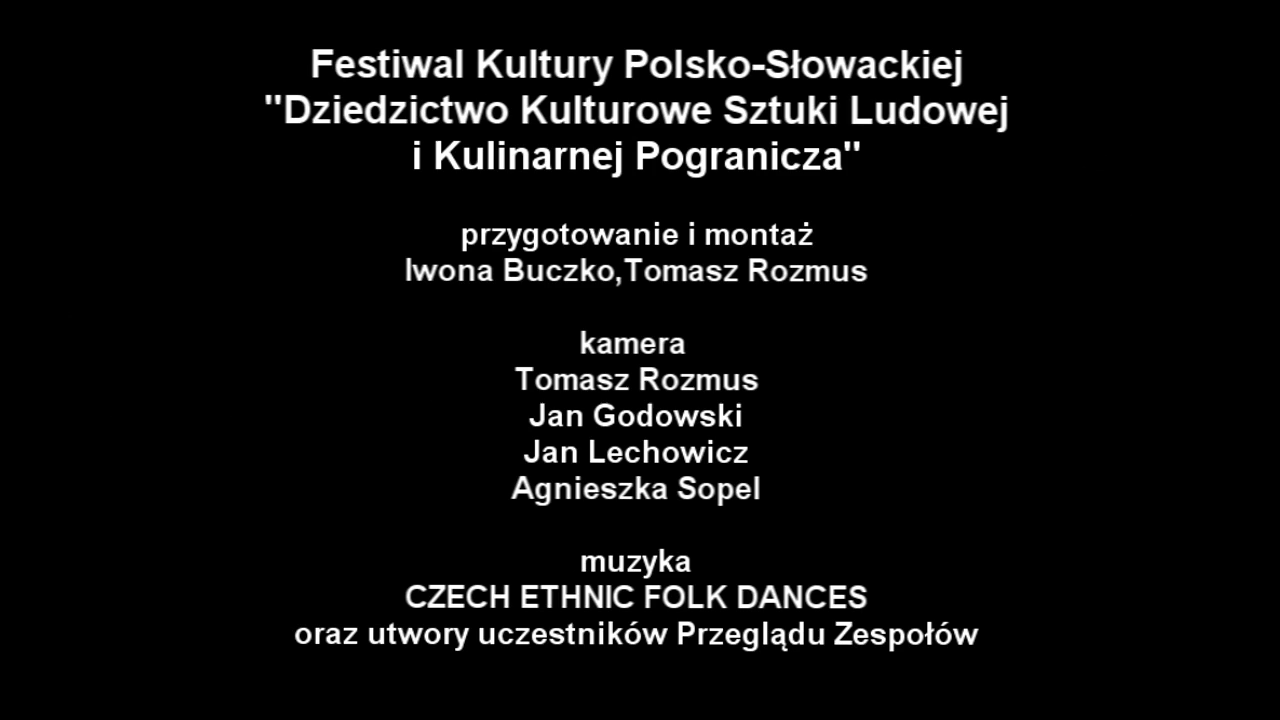 Festiwal Kultury Polsko-Słowackiej
"Dziedzictwo Kulturowe Sztuki Ludowej
i Kulinarnej Pogranicza"
przygotowanie i montaż
Iwona Buczko,Tomasz Rozmus
kamera
Tomasz Rozmus
Jan Godowski
Jan Lechowicz
Agnieszka Sopel
muzyka
CZECH ETHNIC FOLK DANCES
oraz utwory uczestników Przeglądu Zespołów